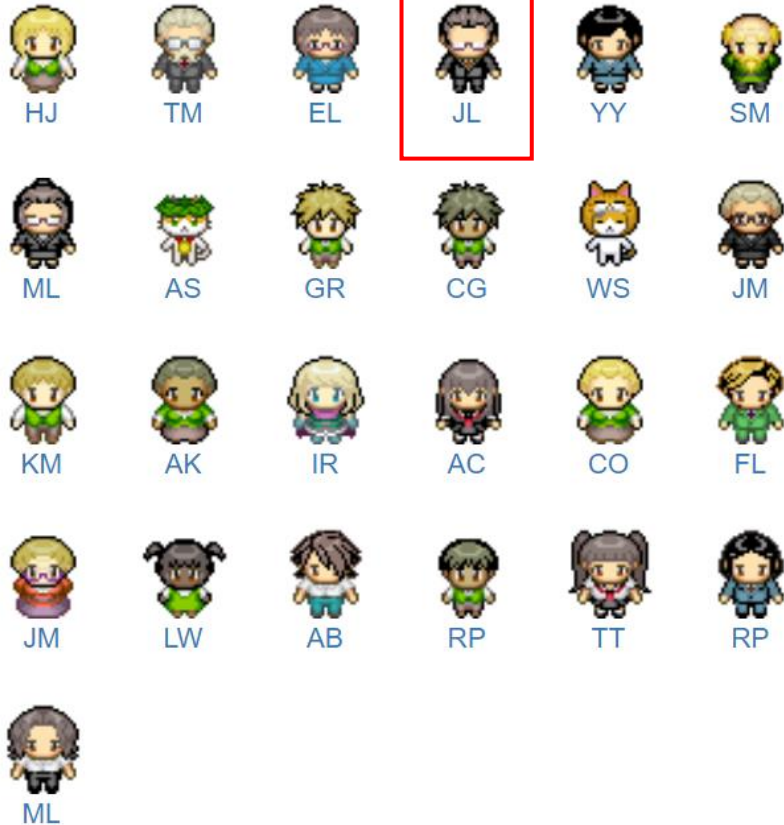 HJ TM EL JL YY SM
ML AS GR CG WS JM
KM AK IR AC CO FL
JM LW AB RP TT RP
ML